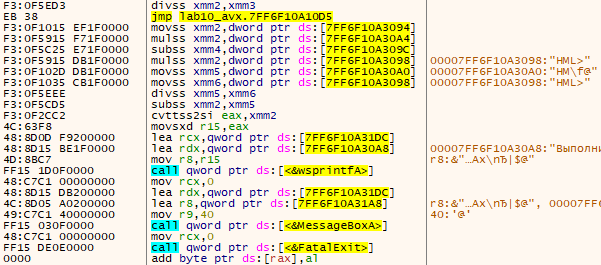 F3:0F5ED3 divss xmm2,xmm3
EB 38 jmp lab10_avx.7FF6F10A10D5
F3:0F1015 EF1F0000 movss xmm2,dword ptr ds:[7FF6F10A3094]
F3:0F5915 F71F0000 mulss xmm2,dword ptr ds:[7FF6F10A30A4]
F3:0F5C25 E71F0000 subss xmm4,dword ptr ds:[7FF6F10A309C]
F3:0F5915 DB1F0000 mulss xmm2,dword ptr ds:[7FF6F10A3098] 00007FF6F10A3098:"HML>"
F3:0F102D DB1F0000 movss xmm5,dword ptr ds:[7FF6F10A30A0] 00007FF6F10A30A0:"HM\f@"
F3:0F1035 CB1F0000 movss xmm6,dword ptr ds:[7FF6F10A3098] 00007FF6F10A3098:"HML>"
F3:0F5EEE divss xmm5,xmm6
F3:0F5CD5 subss xmm2,xmm5
F3:0F2CC2 cvttss2si eax,xmm2
4C:63F8 movsxd r15,eax
48:8D0D F9200000 lea rcx,qword ptr ds:[7FF6F10A31DC]
48:8D15 BE1F0000 lea rdx,qword ptr ds:[7FF6F10A30A8] 00007FF6F10A30A8:"Выполни
4D:8BC7 mov r8,r15 r8:&"…Ax\nЂ|$@"
FF15 1D0F0000 call qword ptr ds:[<&wsprintfA>]
48:C7C1 00000000 mov rcx,0
48:8D15 DB200000 lea rdx,qword ptr ds:[7FF6F10A31DC]
4C:8D05 A0200000 lea r8,qword ptr ds:[7FF6F10A31A8] r8:&"…Ax\nЂ|$@", 00007FF6
49:C7C1 40000000 mov r9,40 40:'@'
FF15 030F0000 call qword ptr ds:[<&MessageBoxA>]
48:C7C1 00000000 mov rcx,0
FF15 DE0E0000 call qword ptr ds:[<&FatalExit>]
0000 add byte ptr ds:[rax],al